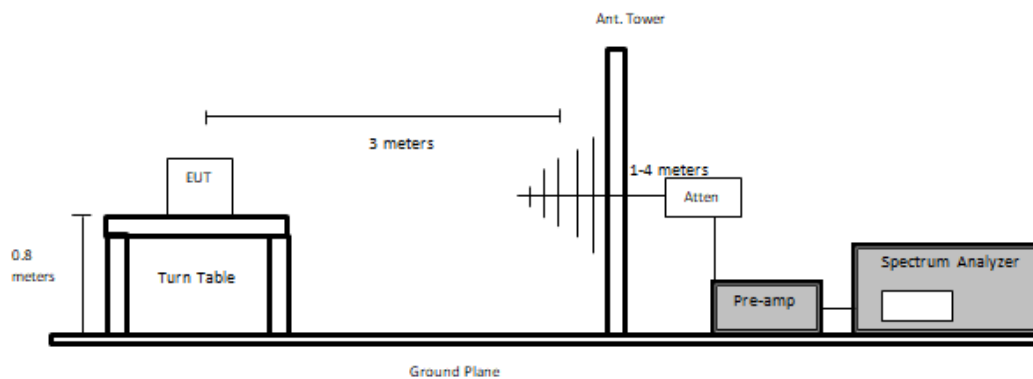 Ant. Tower
3 meters
EUT
1-4 meters
Atten
0.8
meters
Turn Table
Spectrum Analyzer
Pre-amp
Ground Plane